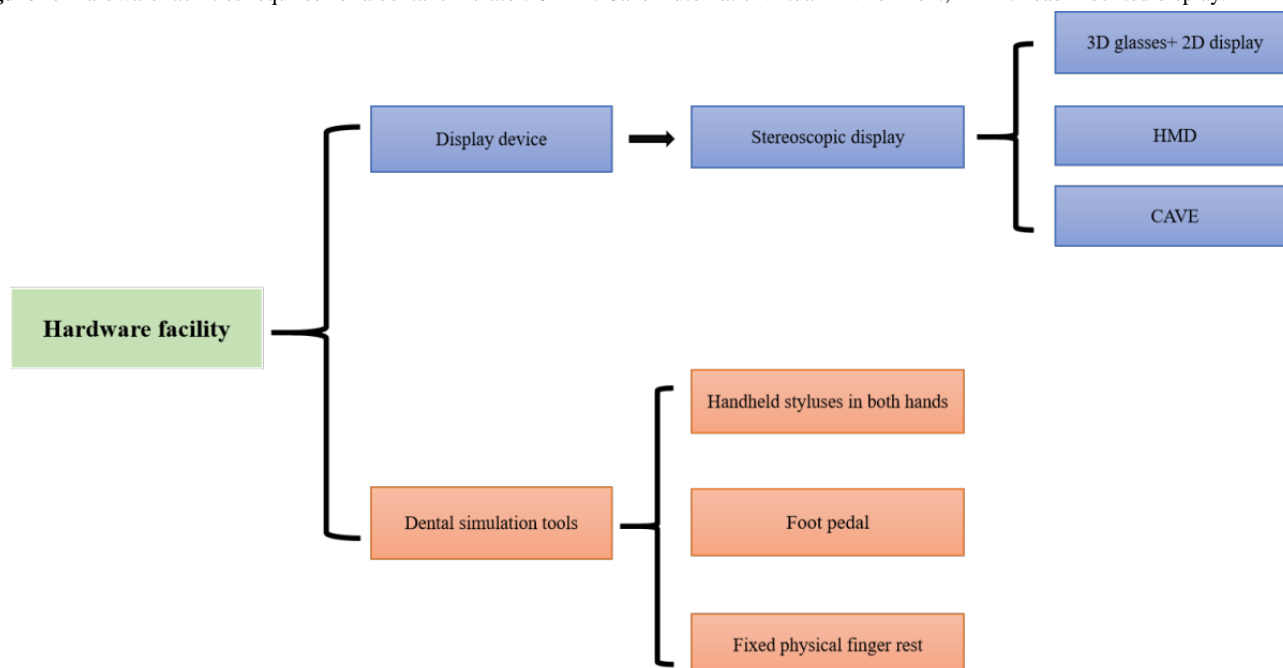 3D glasses+ 2D display
Display device
Stereoscopic display
HMD
CAVE
Hardware facility
Handheld styluses in both hands
Dental simulation tools
Foot pedal
Fixed physical finger rest